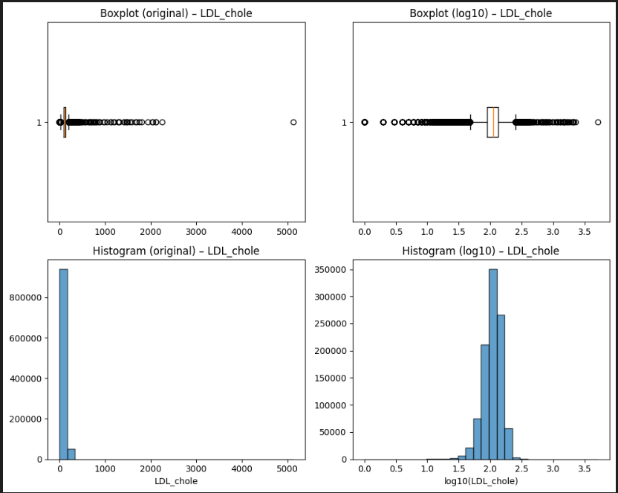 Boxplot (original) – LDL_chole
1
0 1000 2000 3000 4000 5000
Boxplot (log10) – LDL_chole
1
0.0 0.5 1.0 1.5 2.0 2.5 3.0 3.5
Histogram (original) – LDL_chole
800000
600000
400000
200000
0
0 1000 2000 3000 4000 5000
LDL_chole
Histogram (log10) – LDL_chole
350000
300000
250000
200000
150000
100000
50000
0
0.0 0.5 1.0 1.5 2.0 2.5 3.0 3.5
log10(LDL_chole)